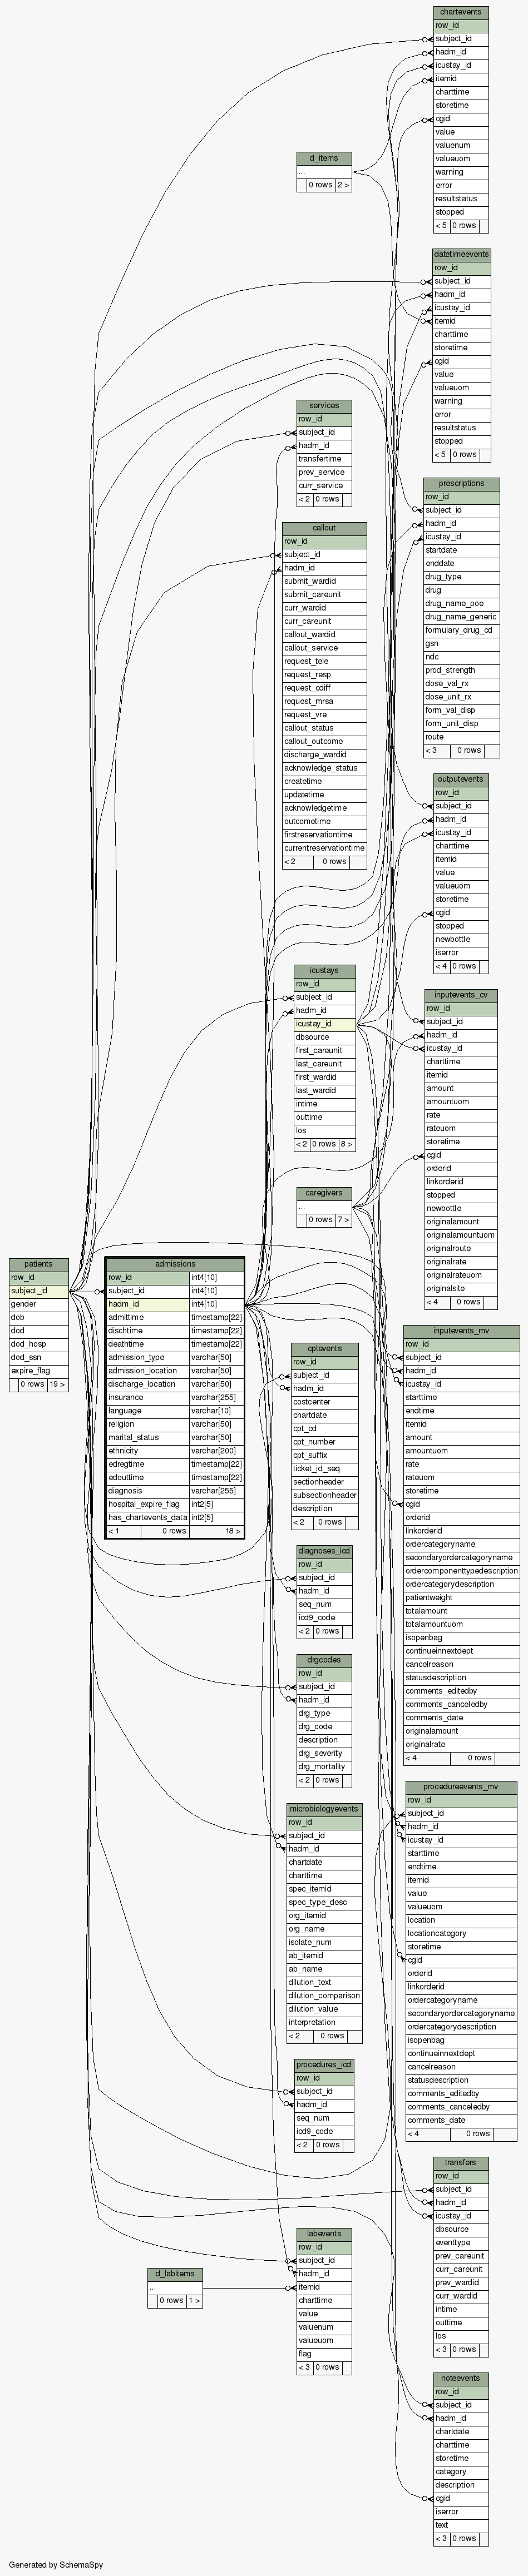 chartevents
row_id
subject_id
hadm_id
icustay_id
itemid
charttime
storetime
cgid
value
valuenum
valueuom
warning
error
resultstatus
stopped
< 5 0 rows
d_items
...
0 rows 2 >
datetimeevents
row_id
subject_id
hadm_id
icustay_id
itemid
charttime
storetime
cgid
value
valueuom
warning
error
resultstatus
stopped
< 5 0 rows
services
row_id
subject_id
hadm_id
transfertime
prev_service
curr_service
< 2 0 rows
prescriptions
row_id
subject_id
hadm_id
icustay_id
startdate
enddate
drug_type
drug
drug_name_poe
drug_name_generic
formulary_drug_cd
gsn
ndc
prod_strength
dose_val_rx
dose_unit_rx
form_val_disp
form_unit_disp
route
< 3 0 rows
callout
row_id
subject_id
hadm_id
submit_wardid
submit_careunit
curr_wardid
curr_careunit
callout_wardid
callout_service
request_tele
request_resp
request_cdiff
request_mrsa
request_vre
callout_status
callout_outcome
discharge_wardid
acknowledge_status
createtime
updatetime
acknowledgetime
outcometime
firstreservationtime
currentreservationtime
< 2 0 rows
outputevents
row_id
subject_id
hadm_id
icustay_id
charttime
itemid
value
valueuom
storetime
cgid
stopped
newbottle
iserror
< 4 0 rows
icustays
row_id
subject_id
hadm_id
icustay_id
dbsource
first_careunit
last_careunit
first_wardid
last_wardid
intime
outtime
los
< 2 0 rows 8 >
inputevents_cv
row_id
subject_id
hadm_id
icustay_id
charttime
itemid
amount
amountuom
rate
rateuom
storetime
cgid
orderid
linkorderid
stopped
newbottle
originalamount
originalamountuom
originalroute
originalrate
originalrateuom
originalsite
< 4 0 rows
caregivers
...
0 rows 7 >
patients
row_id
subject_id
gender
dob
dod
dod_hosp
dod_ssn
expire_flag
0 rows 19 >
admissions
row_id int4[10]
subject_id int4[10]
hadm_id int4[10]
admittime timestamp[22]
dischtime timestamp[22]
deathtime timestamp[22]
admission_type varchar[50]
admission_location varchar[50]
discharge_location varchar[50]
insurance varchar[255]
language varchar[10]
religion varchar[50]
marital_status varchar[50]
ethnicity varchar[200]
edregtime timestamp[22]
edouttime timestamp[22]
diagnosis varchar[255]
hospital_expire_flag int2[5]
has_chartevents_data int2[5]
< 1 0 rows 18 >
inputevents_mv
row_id
subject_id
hadm_id
icustay_id
starttime
endtime
itemid
amount
amountuom
rate
rateuom
storetime
cgid
orderid
linkorderid
ordercategoryname
secondaryordercategoryname
ordercomponenttypedescription
ordercategorydescription
patientweight
totalamount
totalamountuom
isopenbag
continueinnextdept
cancelreason
statusdescription
comments_editedby
comments_canceledby
comments_date
originalamount
originalrate
< 4 0 rows
cptevents
row_id
subject_id
hadm_id
costcenter
chartdate
cpt_cd
cpt_number
cpt_suffix
ticket_id_seq
sectionheader
subsectionheader
description
< 2 0 rows
diagnoses_icd
row_id
subject_id
hadm_id
seq_num
icd9_code
< 2 0 rows
drgcodes
row_id
subject_id
hadm_id
drg_type
drg_code
description
drg_severity
drg_mortality
< 2 0 rows
procedureevents_mv
row_id
subject_id
hadm_id
icustay_id
starttime
endtime
itemid
value
valueuom
location
locationcategory
storetime
cgid
orderid
linkorderid
ordercategoryname
secondaryordercategoryname
ordercategorydescription
isopenbag
continueinnextdept
cancelreason
statusdescription
comments_editedby
comments_canceledby
comments_date
< 4 0 rows
microbiologyevents
row_id
subject_id
hadm_id
chartdate
charttime
spec_itemid
spec_type_desc
org_itemid
org_name
isolate_num
ab_itemid
ab_name
dilution_text
dilution_comparison
dilution_value
interpretation
< 2 0 rows
procedures_icd
row_id
subject_id
hadm_id
seq_num
icd9_code
< 2 0 rows
transfers
row_id
subject_id
hadm_id
icustay_id
dbsource
eventtype
prev_careunit
curr_careunit
prev_wardid
curr_wardid
intime
outtime
los
< 3 0 rows
labevents
row_id
subject_id
hadm_id
itemid
charttime
value
valuenum
valueuom
flag
< 3 0 rows
d_labitems
...
0 rows 1 >
noteevents
row_id
subject_id
hadm_id
chartdate
charttime
storetime
category
description
cgid
iserror
text
< 3 0 rows
Generated by SchemaSpy